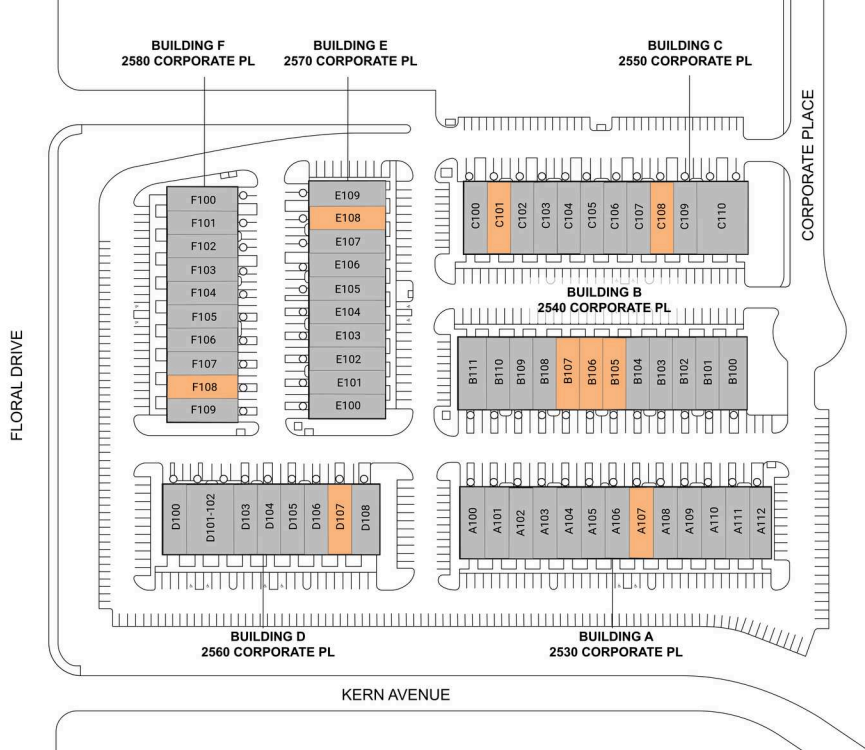 BUILDING F
2580 CORPORATE PL
BUILDING E
2570 CORPORATE PL
BUILDING C
2550 CORPORATE PL
CORPORATE PLACE
FLORAL DRIVE
F100
F101
F102
F103
F104
F105
F106
F107
F108
F109
E109
E108
E107
E106
E105
E104
E103
E102
E101
E100
C100
C101
C102
C103
C104
C105
C106
C107
C108
C109
C110
BUILDING B
2540 CORPORATE PL
B111
B110
B109
B108
B107
B106
B105
B104
B103
B102
B101
B100
D100
D101-102
D103
D104
D105
D106
D107
D108
A100
A101
A102
A103
A104
A105
A106
A107
A108
A109
A110
A111
A112
BUILDING D
2560 CORPORATE PL
BUILDING A
2530 CORPORATE PL
KERN AVENUE